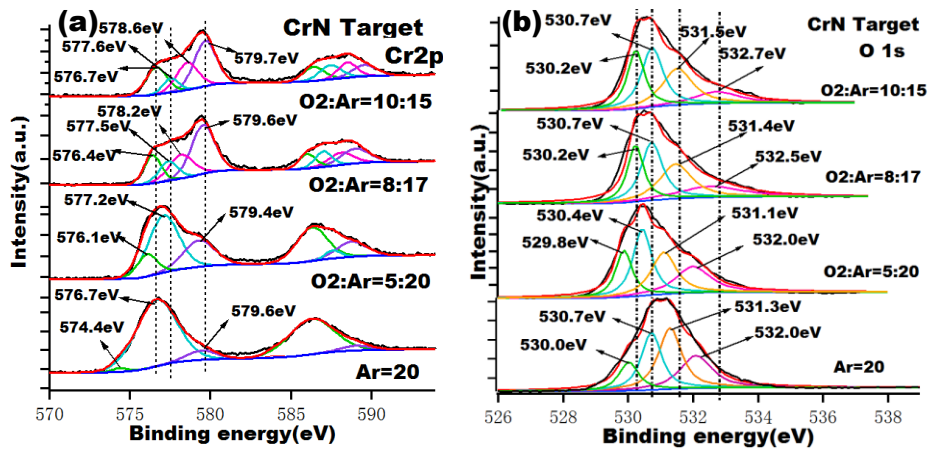 (a)
CrN Target
Cr2p
578.6eV
577.6eV
576.7eV
579.7eV
O2:Ar=10:15
578.2eV
577.5eV
576.4eV
579.6eV
O2:Ar=8:17
577.2eV
576.1eV
579.4eV
O2:Ar=5:20
576.7eV
574.4eV
579.6eV
Ar=20
Intensity(a.u.)
570 575 580 585 590
Binding energy(eV)
(b)
CrN Target
O 1s
530.7eV
530.2eV
531.5eV
532.7eV
O2:Ar=10:15
530.7eV
530.2eV
531.4eV
532.5eV
O2:Ar=8:17
530.4eV
529.8eV
531.1eV
532.0eV
O2:Ar=5:20
530.7eV
530.0eV
531.3eV
532.0eV
Ar=20
Intensity(a.u.)
526 528 530 532 534 536 538
Binding energy(eV)